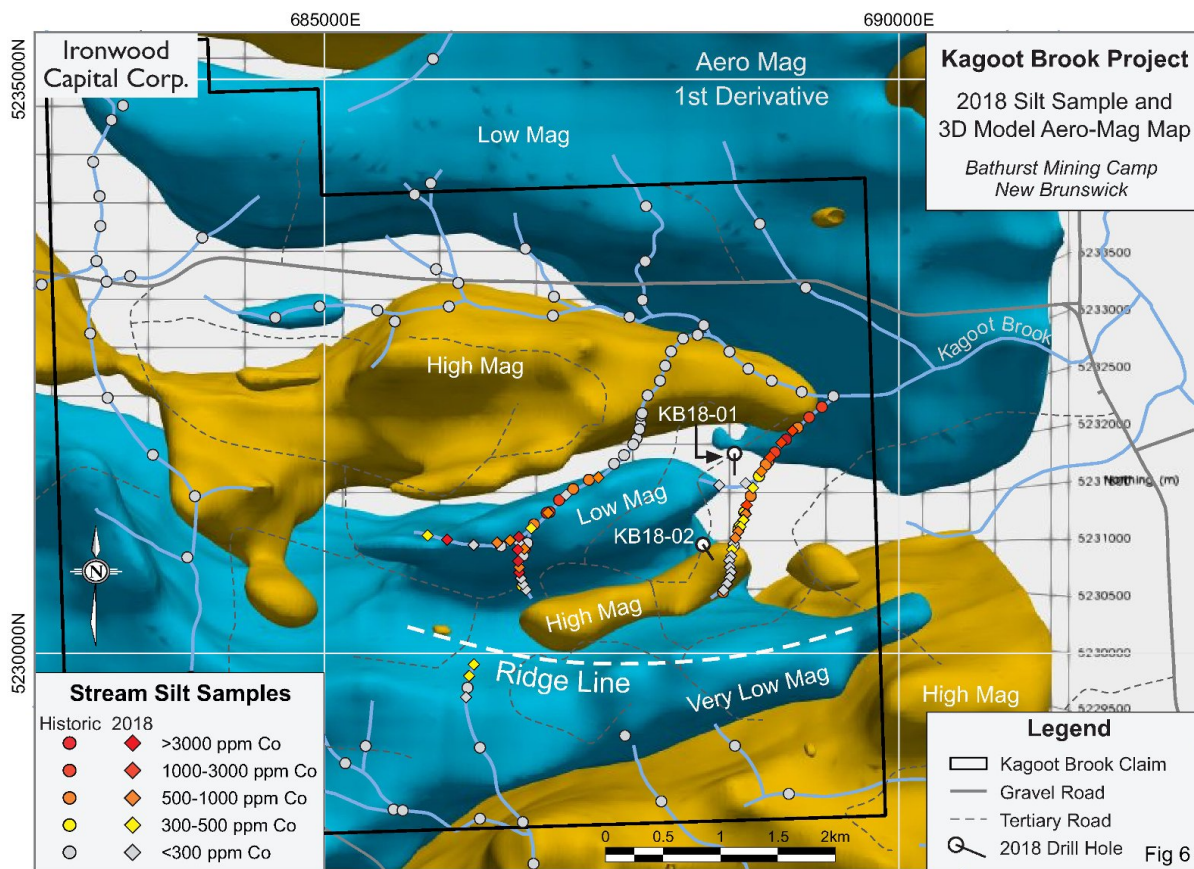 685000E
690000E
5235000N
5230000N
Ironwood
Capital Corp.
Kagoot Brook Project
2018 Silt Sample and
3D Model Aero-Mag Map
Bathurst Mining Camp
New Brunswick
Aero Mag
1st Derivative
Low Mag
5233500
5233000
Kagoot Brook
5232500
High Mag
5232000
KB18-01
(m)
Low Mag
KB18-02
5231000
N
High Mag
5230500
5230000
Ridge Line
Very Low Mag
High Mag
5229500
Stream Silt Samples
Historic 2018
>3000 ppm Co
1000-3000 ppm Co
500-1000 ppm Co
300-500 ppm Co
<300 ppm Co
0 0.5 1 1.5 2km
Legend
Kagoot Brook Claim
Gravel Road
Tertiary Road
2018 Drill Hole
Fig 6